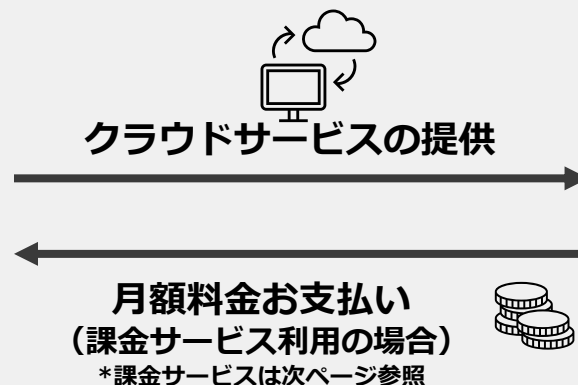 クラウドサービスの提供
月額料金お支払い
（課金サービス利用の場合）
*課金サービスは次ページ参照